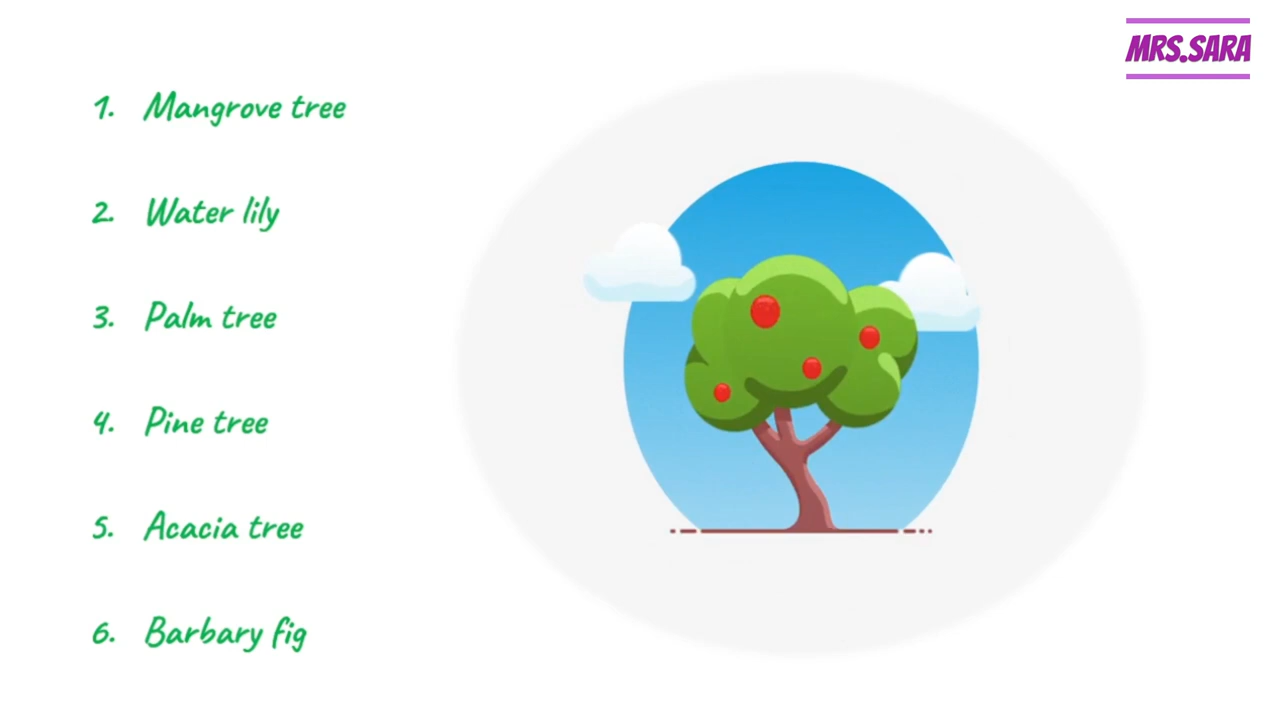 MRS.SARA
1. Mangrove tree
2. Water lily
3. Palm tree
4. Pine tree
5. Acacia tree
6. Barbary fig